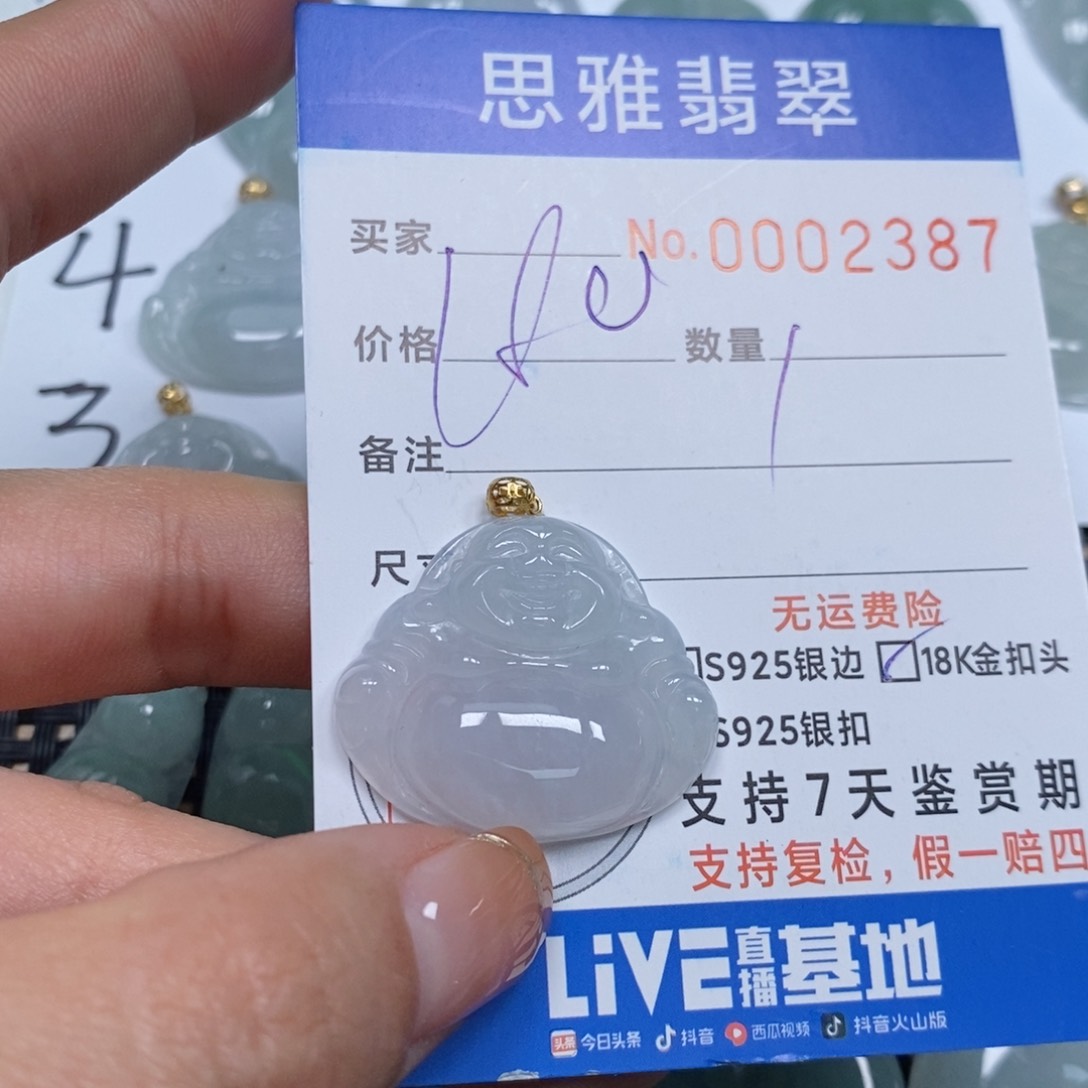 思雅翡翠
买家 No.0002387
价格 数量 1
备注
尺
无运费险
S925银边 18K金扣头
S925银扣
支持7天鉴赏期
支持复检，假一赔四
LiVE直播基地
头条 今日头条 抖音 西瓜视频 抖音火山版
4
3